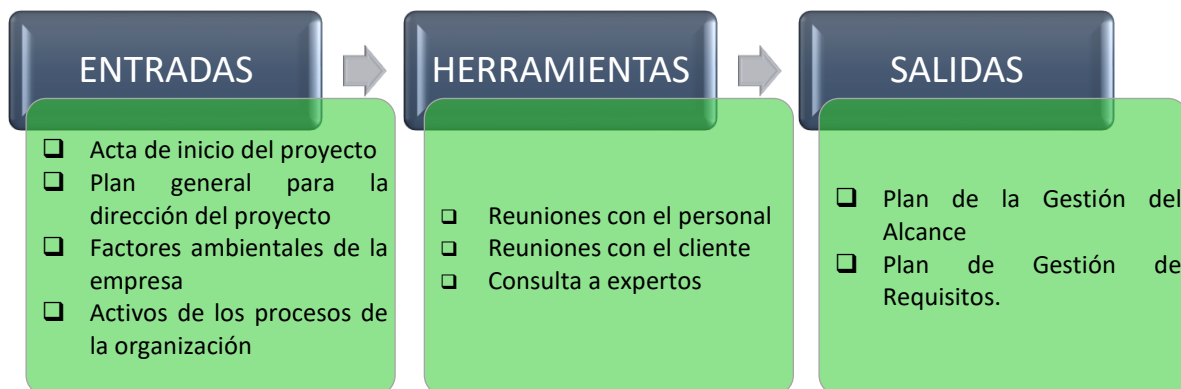 ENTRADAS
Acta de inicio del proyecto
Plan general para la
dirección del proyecto
Factores ambientales de la
empresa
Activos de los procesos de
la organización
HERRAMIENTAS
Reuniones con el personal
Reuniones con el cliente
Consulta a expertos
SALIDAS
Plan de la Gestión del
Alcance
Plan de Gestión de
Requisitos.